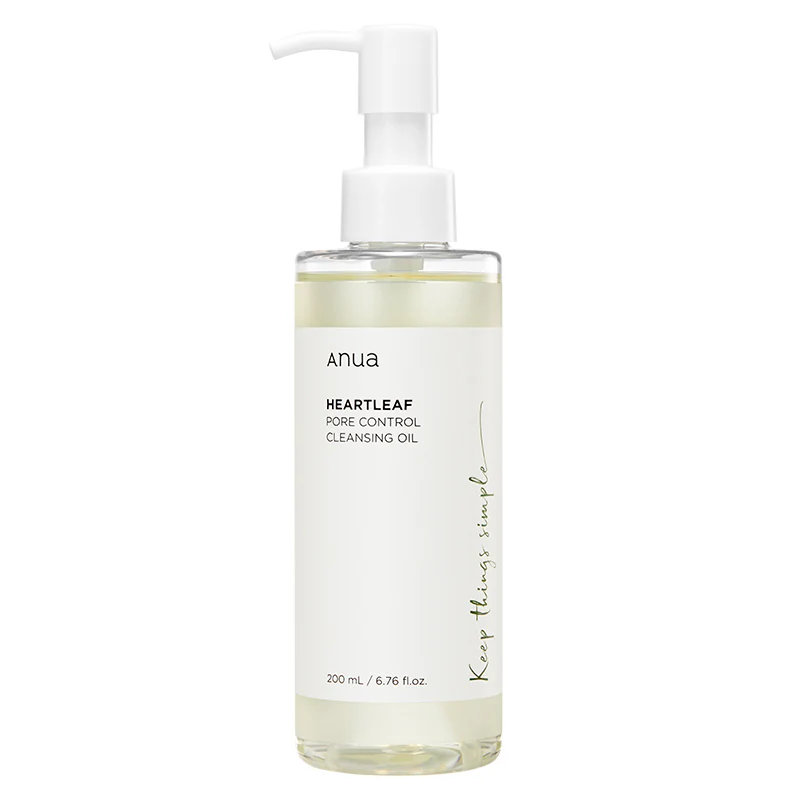 Anua
HEARTLEAF
PORE CONTROL
CLEANSING OIL
Keep things simple
200 mL / 6.76 fl.oz.